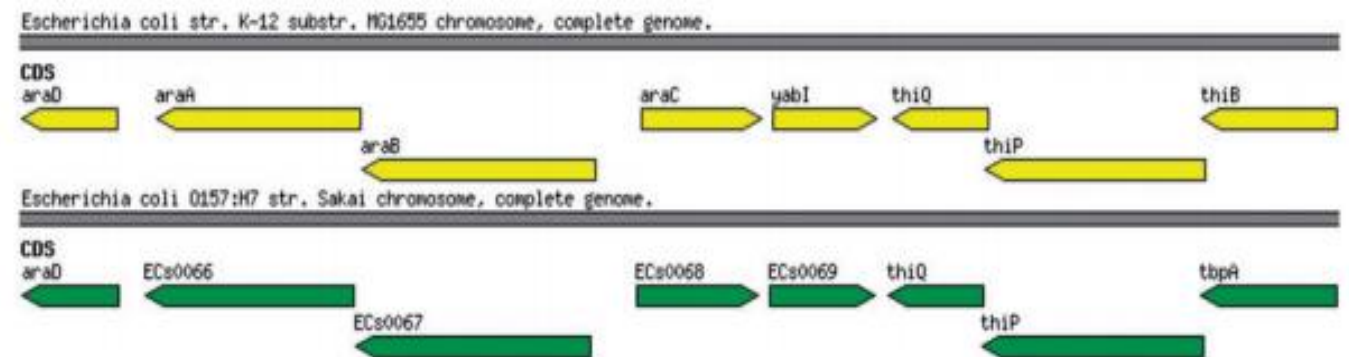 Escherichia coli str. K-12 substr. MG1655 chromosome, complete genome.
CDS
araD araA araC yabI thiQ thiB
araB thiP
Escherichia coli O157:H7 str. Sakai chromosome, complete genome.
CDS
araD ECs0066 ECs0068 ECs0069 thiQ tbpA
ECs0067 thiP